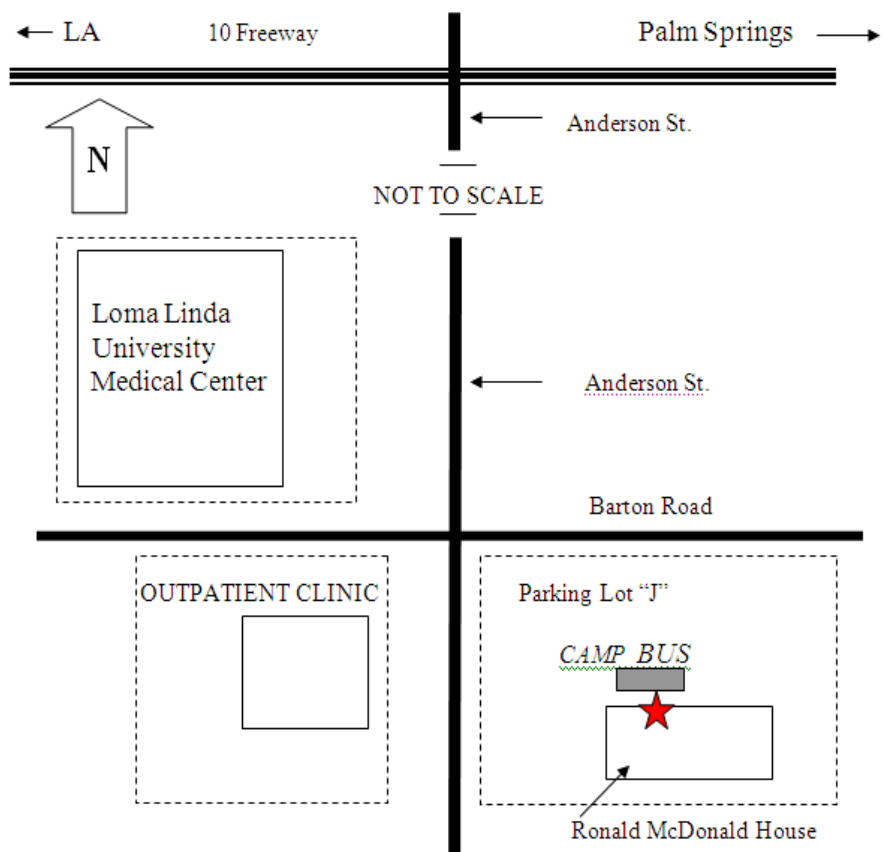 LA
10 Freeway
Palm Springs
Anderson St.
N
NOT TO SCALE
Loma Linda
University
Medical Center
Anderson St.
Barton Road
OUTPATIENT CLINIC
Parking Lot “J”
CAMP BUS
Ronald McDonald House